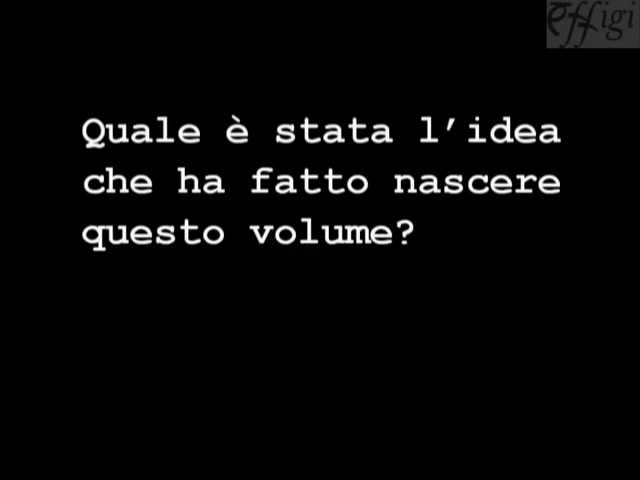 effigi
Quale è stata l’idea
che ha fatto nascere
questo volume?